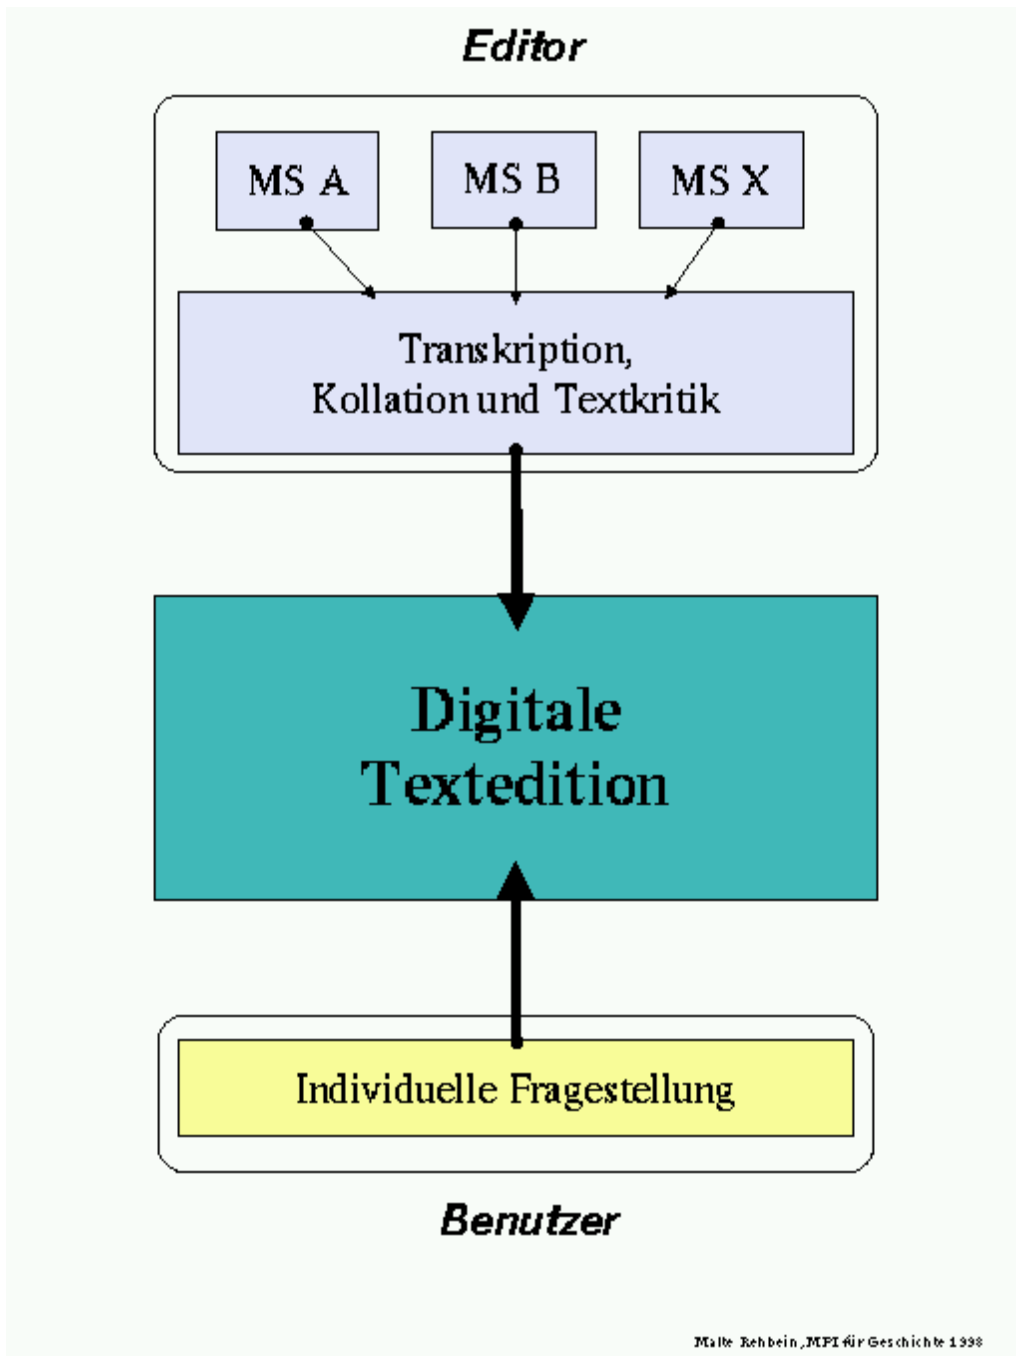 Editor
MS A
MS B
MS X
Transkription,
Kollation und Textkritik
Digitale
Textedition
Individuelle Fragestellung
Benutzer
Malte Rehbein, MPI für Geschichte 1998